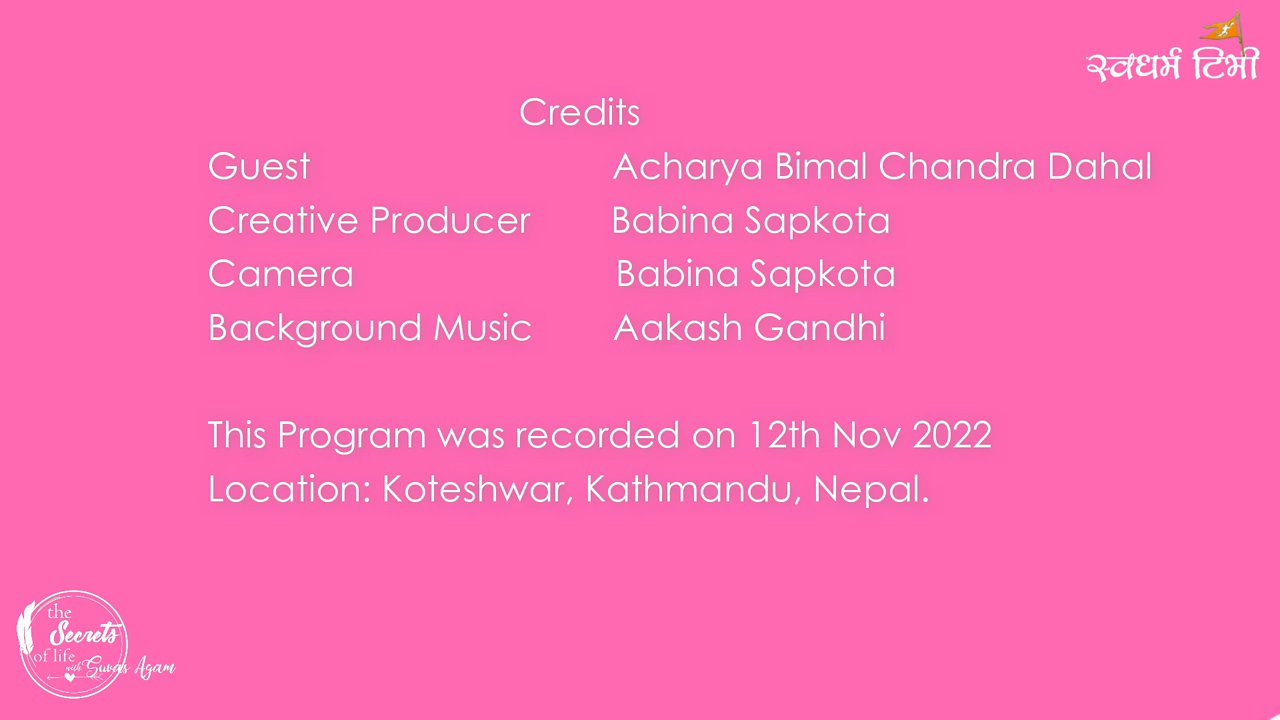 स्वधर्म टिभी
Credits
Guest Acharya Bimal Chandra Dahal
Creative Producer Babina Sapkota
Camera Babina Sapkota
Background Music Aakash Gandhi
This Program was recorded on 12th Nov 2022
Location: Koteshwar, Kathmandu, Nepal.
the
Secrets
of life
with Suvas Agam